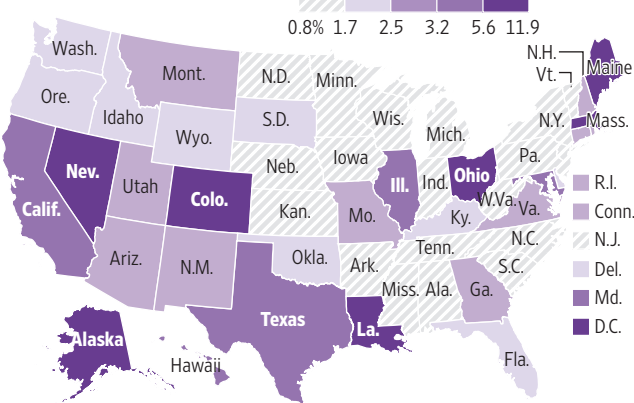 0.8% 1.7 2.5 3.2 5.6 11.9
Wash.
Mont.
N.D.
Minn.
N.H.
Vt.
Maine
Ore.
Idaho
Wyo.
S.D.
Wis.
Mich.
N.Y.
Mass.
Nev.
Utah
Colo.
Neb.
Iowa
Ill.
Ind.
Ohio
Pa.
W.Va.
Va.
R.I.
Calif.
Kan.
Mo.
Ky.
Conn.
Ariz.
N.M.
Okla.
Ark.
Tenn.
N.C.
N.J.
S.C.
Del.
Texas
La.
Miss.
Ala.
Ga.
Md.
D.C.
Alaska
Hawaii
Fla.